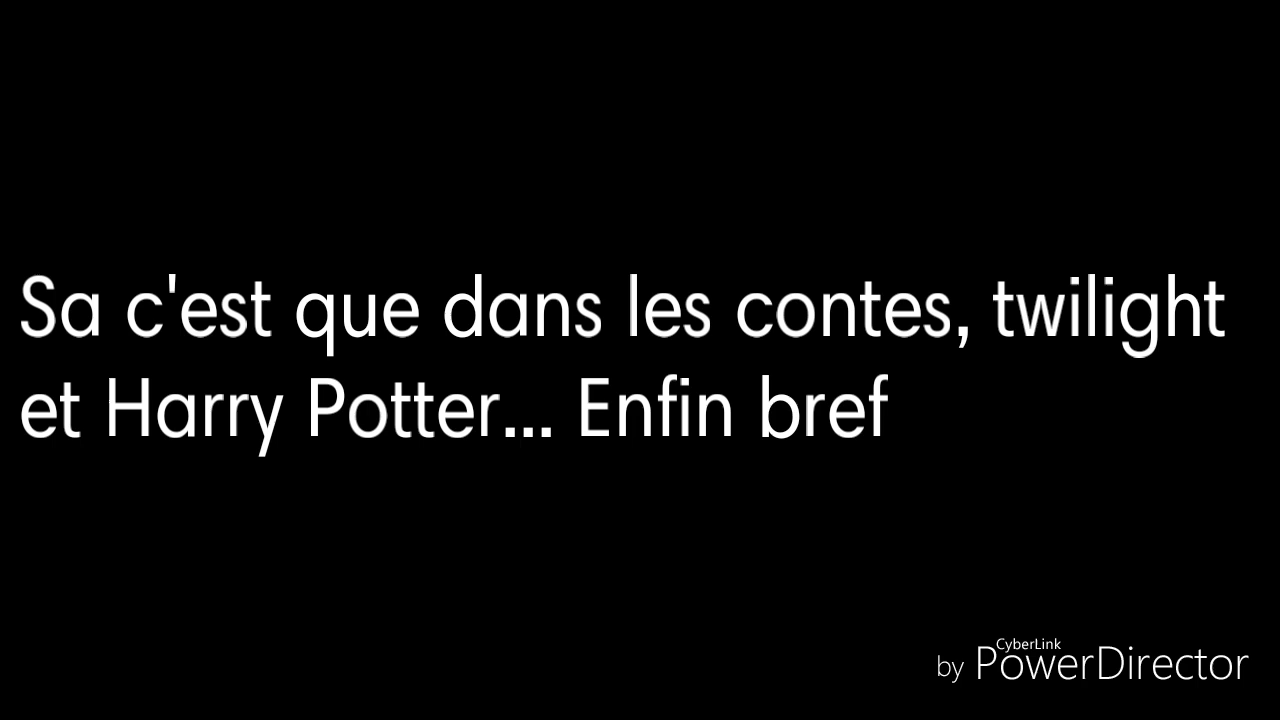 Sa c'est que dans les contes, twilight
et Harry Potter... Enfin bref
CyberLink
by PowerDirector